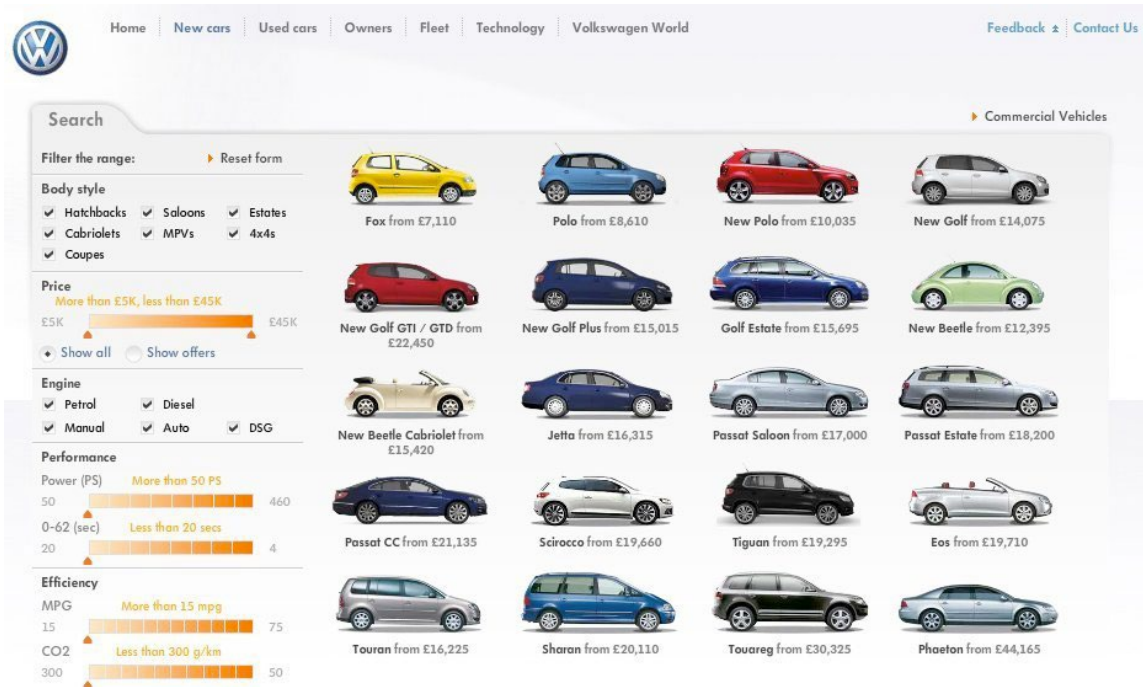 Home New cars Used cars Owners Fleet Technology Volkswagen World Feedback Contact Us
Search
Commercial Vehicles
Filter the range: Reset form
Body style
Hatchbacks Saloons Estates
Cabriolets MPVs 4x4s
Coupes
Price
More than £5K, less than £45K
£5K £45K
Show all Show offers
Engine
Petrol Diesel
Manual Auto DSG
Performance
Power (PS) More than 50 PS
50 460
0-62 (sec) Less than 20 secs
20 4
Efficiency
MPG More than 15 mpg
15 75
CO2 Less than 300 g/km
300 50
Fox from £7,110
Polo from £8,610
New Polo from £10,035
New Golf from £14,075
New Golf GTI / GTD from
£22,450
New Golf Plus from £15,015
Golf Estate from £15,695
New Beetle from £12,395
New Beetle Cabriolet from
£15,420
Jetta from £16,315
Passat Saloon from £17,000
Passat Estate from £18,200
Passat CC from £21,135
Scirocco from £19,660
Tiguan from £19,295
Eos from £19,710
Touran from £16,225
Sharan from £20,110
Touareg from £30,325
Phaeton from £44,165